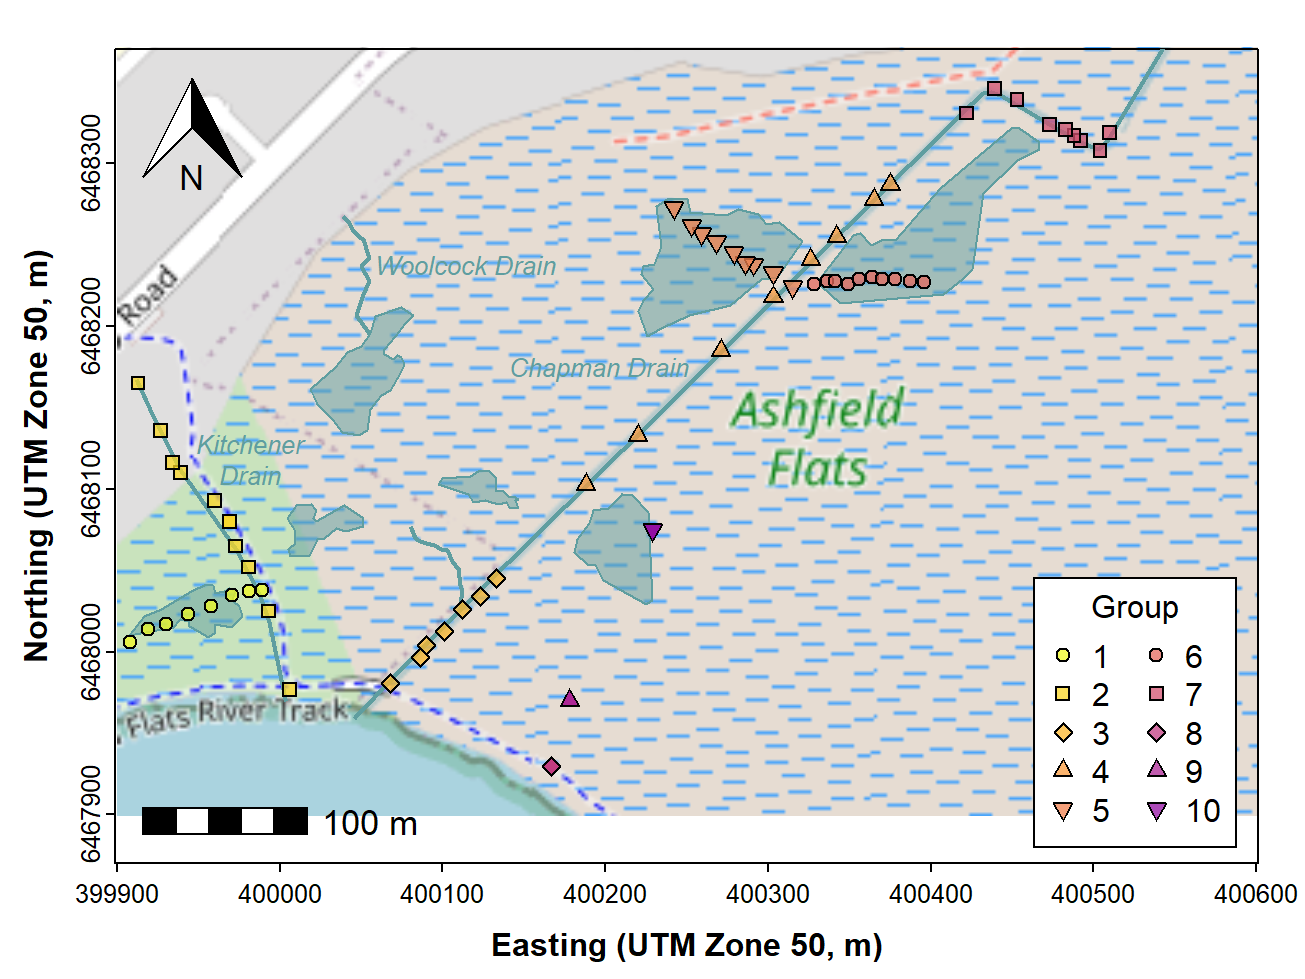 Northing (UTM Zone 50, m)
6468300
6468200
6468100
6468000
6467900
N
Road
Woolcock Drain
Chapman Drain
Ashfield
Flats
Kitchener
Drain
Flats River Track
100 m
Group
1 6
2 7
3 8
4 9
5 10
399900 400000 400100 400200 400300 400400 400500 400600
Easting (UTM Zone 50, m)